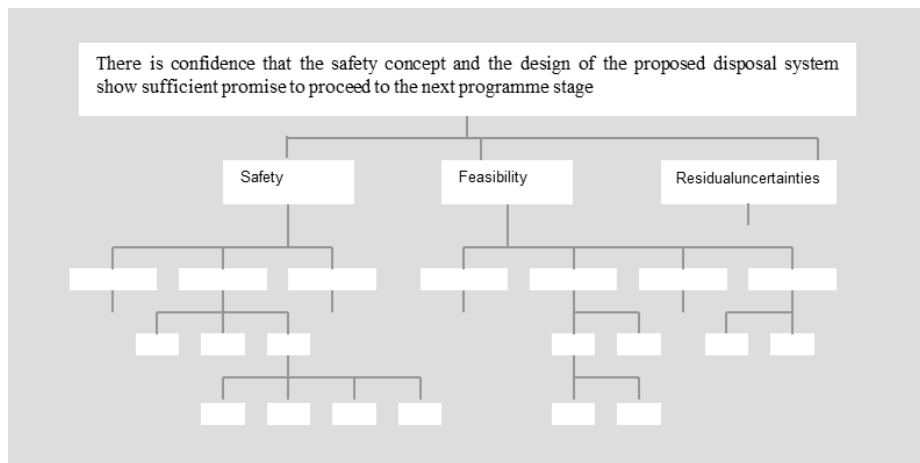 There is confidence that the safety concept and the design of the proposed disposal system
show sufficient promise to proceed to the next programme stage
Safety
Feasibility
Residualuncertainties